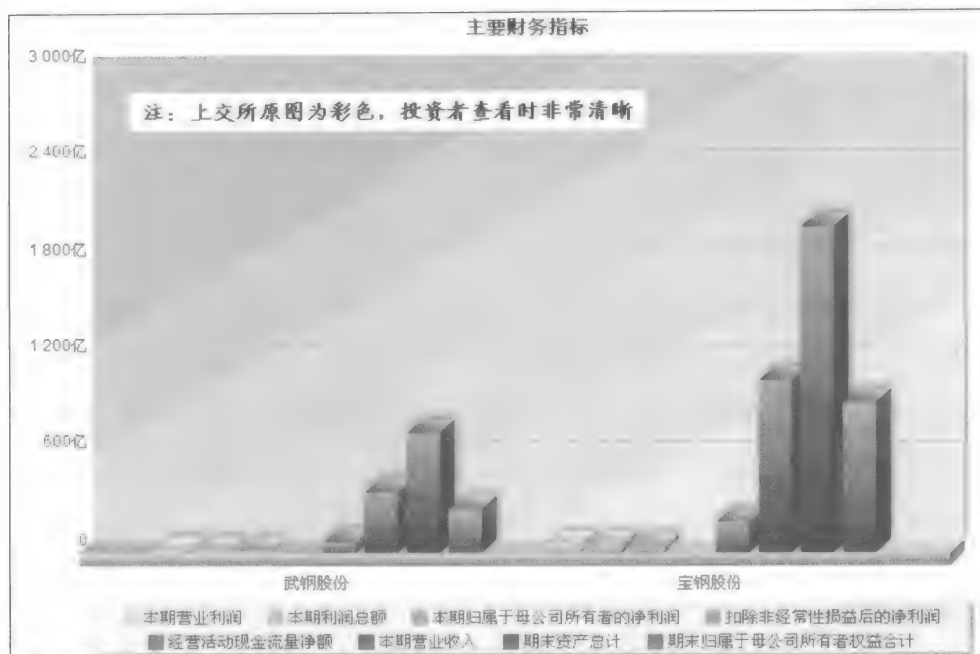 主要财务指标
3 000亿
注：上交所原图为彩色，投资者查看时非常清晰
2 400亿
1 800亿
1 200亿
600亿
0
武钢股份 宝钢股份
本期营业利润 本期利润总额 本期归属于母公司所有者的净利润 扣除非经常性损益后的净利润
经营活动现金流量净额 本期营业收入 期末资产总计 期末归属于母公司所有者权益合计